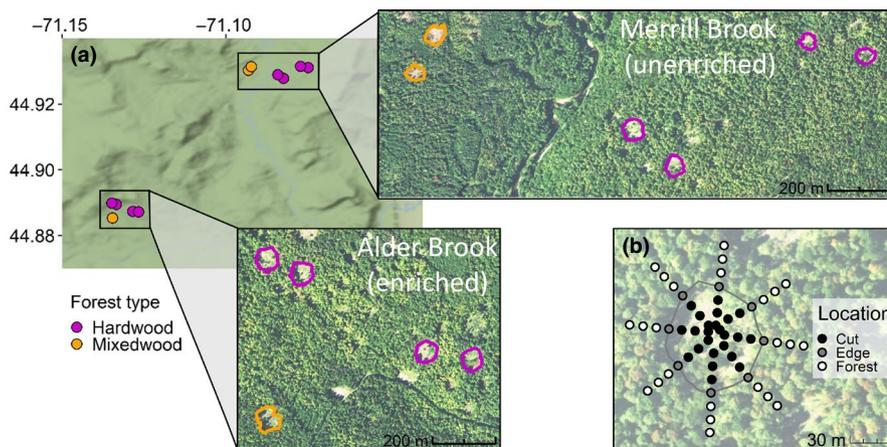 −71.15
−71.10
(a)
44.92
44.90
44.88
Merrill Brook
(unenriched)
200 m
Alder Brook
(enriched)
200 m
Forest type
Hardwood
Mixedwood
(b)
Location
Cut
Edge
Forest
30 m